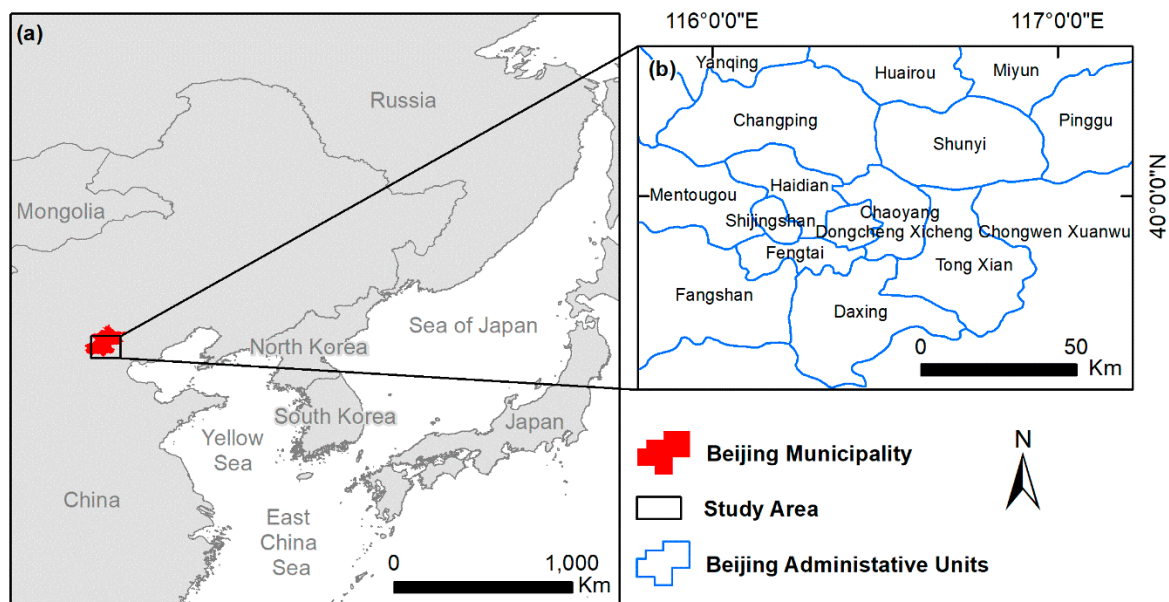 (a)
Russia
Mongolia
Sea of Japan
North Korea
South Korea
Japan
Yellow
Sea
China
East
China
Sea
0 1,000
Km
116°0'0"E 117°0'0"E
(b)
Yanqing
Huairou
Miyun
Changping
Pinggu
Shunyi
40°0'0"N
Haidian
Mentougou
Chaoyang
Shijingshan
Dongcheng Xicheng Chongwen Xuanwu
Fengtai
Tong Xian
Fangshan
Daxing
0 50
Km
Beijing Municipality
N
Study Area
Beijing Administative Units